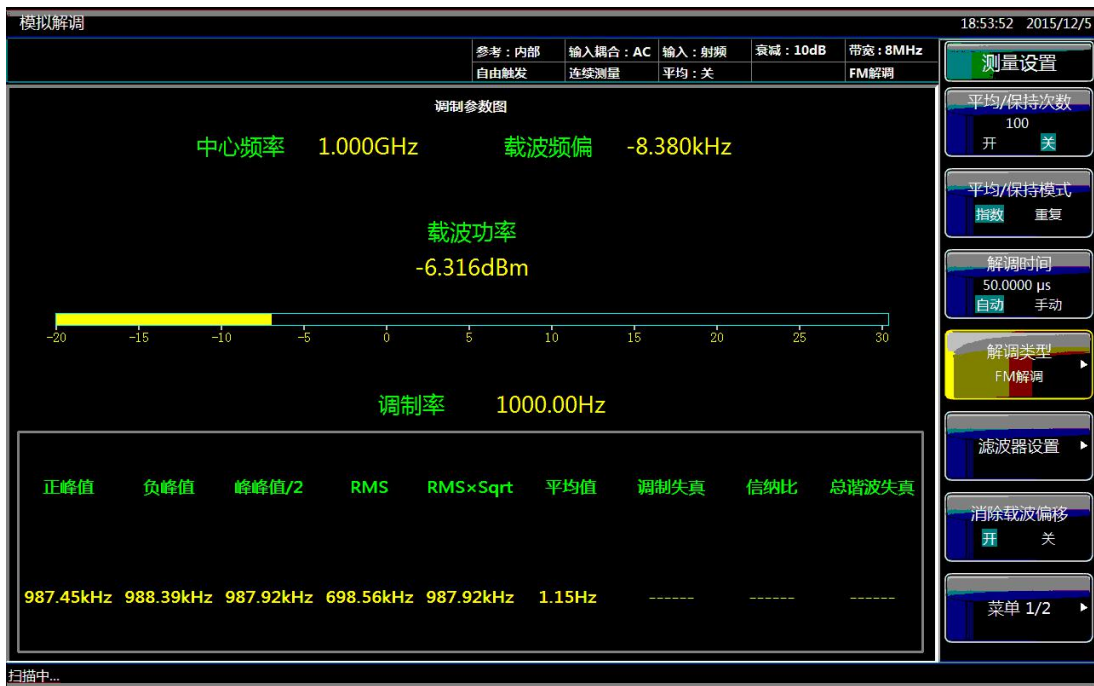 模拟解调 18:53:52 2015/12/5
参考：内部 输入耦合：AC 输入：射频 衰减：10dB 带宽：8MHz
自由触发 连续测量 平均：关 FM解调
调制参数图
中心频率 1.000GHz 载波频偏 -8.380kHz
载波功率
-6.316dBm
-20 -15 -10 -5 0 5 10 15 20 25 30
调制率 1000.00Hz
正峰值 负峰值 峰峰值/2 RMS RMS×Sqrt 平均值 调制失真 信纳比 总谐波失真
987.45kHz 988.39kHz 987.92kHz 698.56kHz 987.92kHz 1.15Hz ------ ------ ------
测量设置
平均/保持次数
100
开 关
平均/保持模式
指数 重复
解调时间
50.0000 μs
自动 手动
解调类型
FM解调
滤波器设置
消除载波偏移
开 关
菜单 1/2
扫描中...